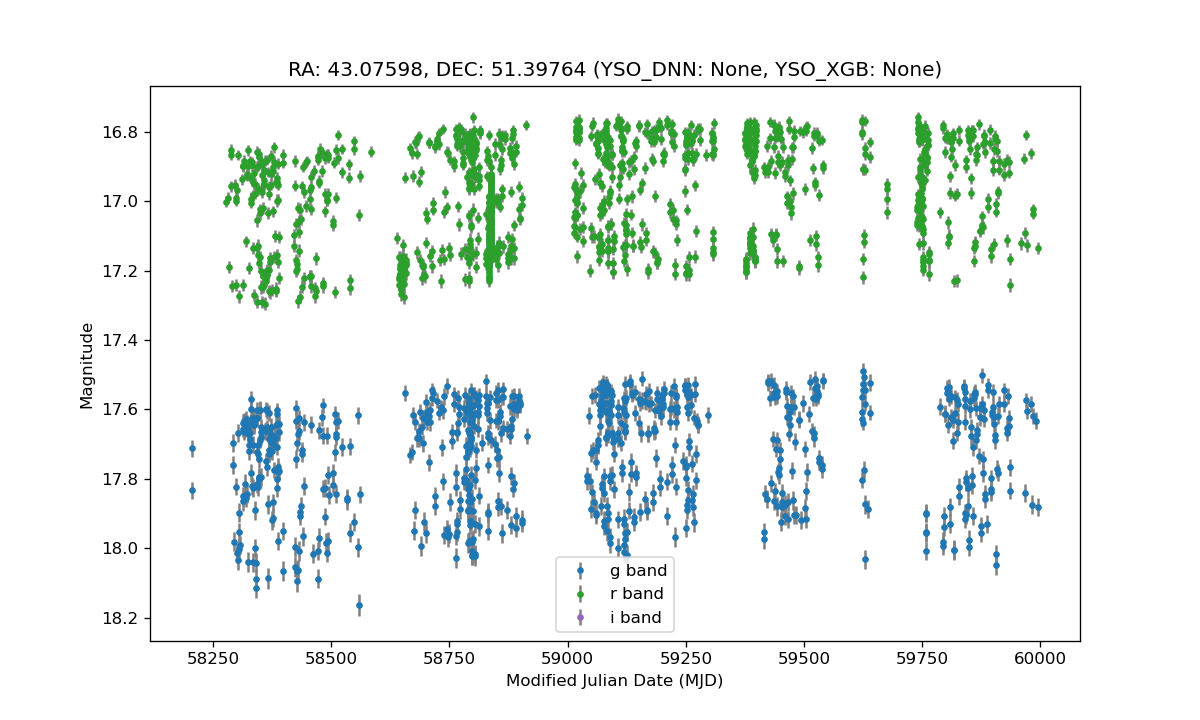 RA: 43.07598, DEC: 51.39764 (YSO_DNN: None, YSO_XGB: None)
16.8
17.0
17.2
17.4
17.6
17.8
18.0
18.2
Magnitude
g band
r band
i band
58250 58500 58750 59000 59250 59500 59750 60000
Modified Julian Date (MJD)